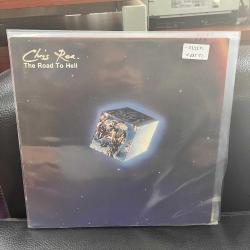 Chris Rea.
The Road To Hell